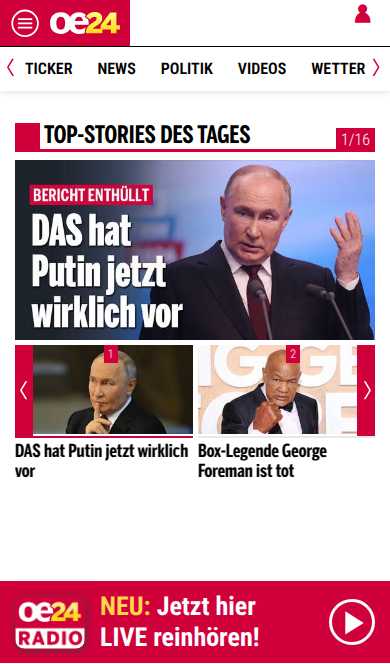 oe24
TICKER NEWS POLITIK VIDEOS WETTER
TOP-STORIES DES TAGES
1/16
BERICHT ENTHÜLLT
DAS hat
Putin jetzt
wirklich vor
1
2
DAS hat Putin jetzt wirklich
vor
Box-Legende George
Foreman ist tot
oe24
RADIO
NEU: Jetzt hier
LIVE reinhören!